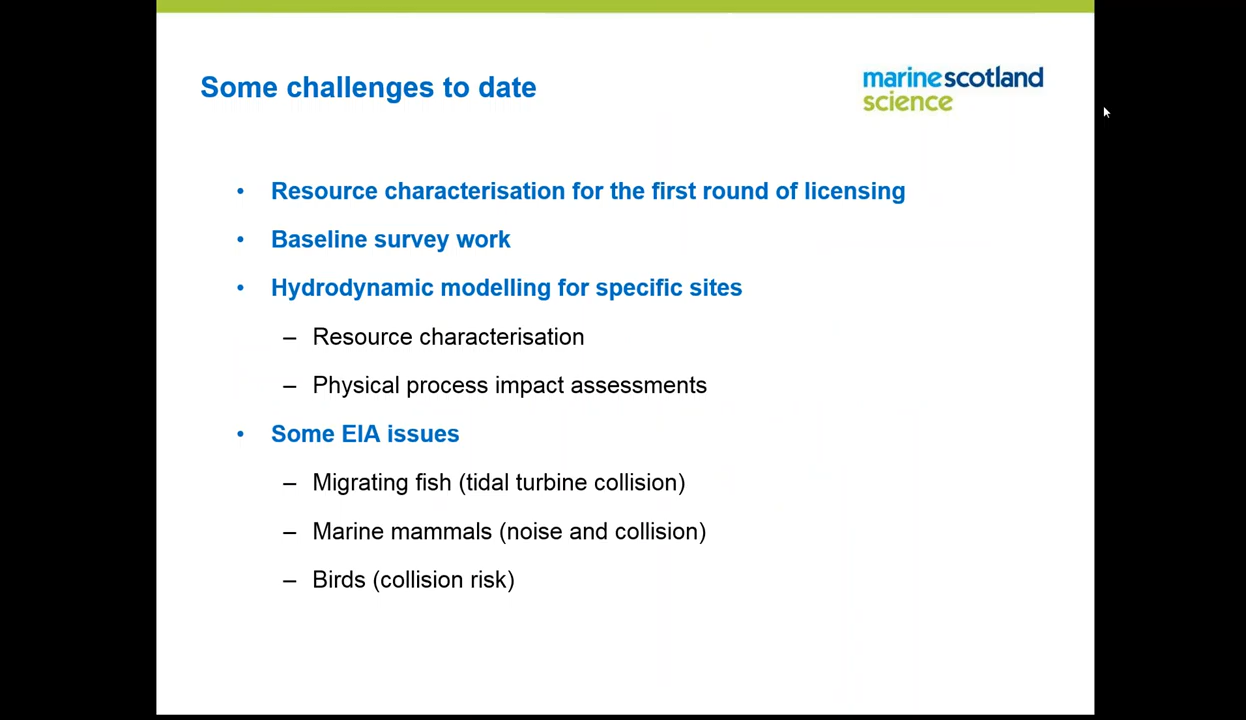 Some challenges to date
marinescotland
science
• Resource characterisation for the first round of licensing
• Baseline survey work
• Hydrodynamic modelling for specific sites
– Resource characterisation
– Physical process impact assessments
• Some EIA issues
– Migrating fish (tidal turbine collision)
– Marine mammals (noise and collision)
– Birds (collision risk)